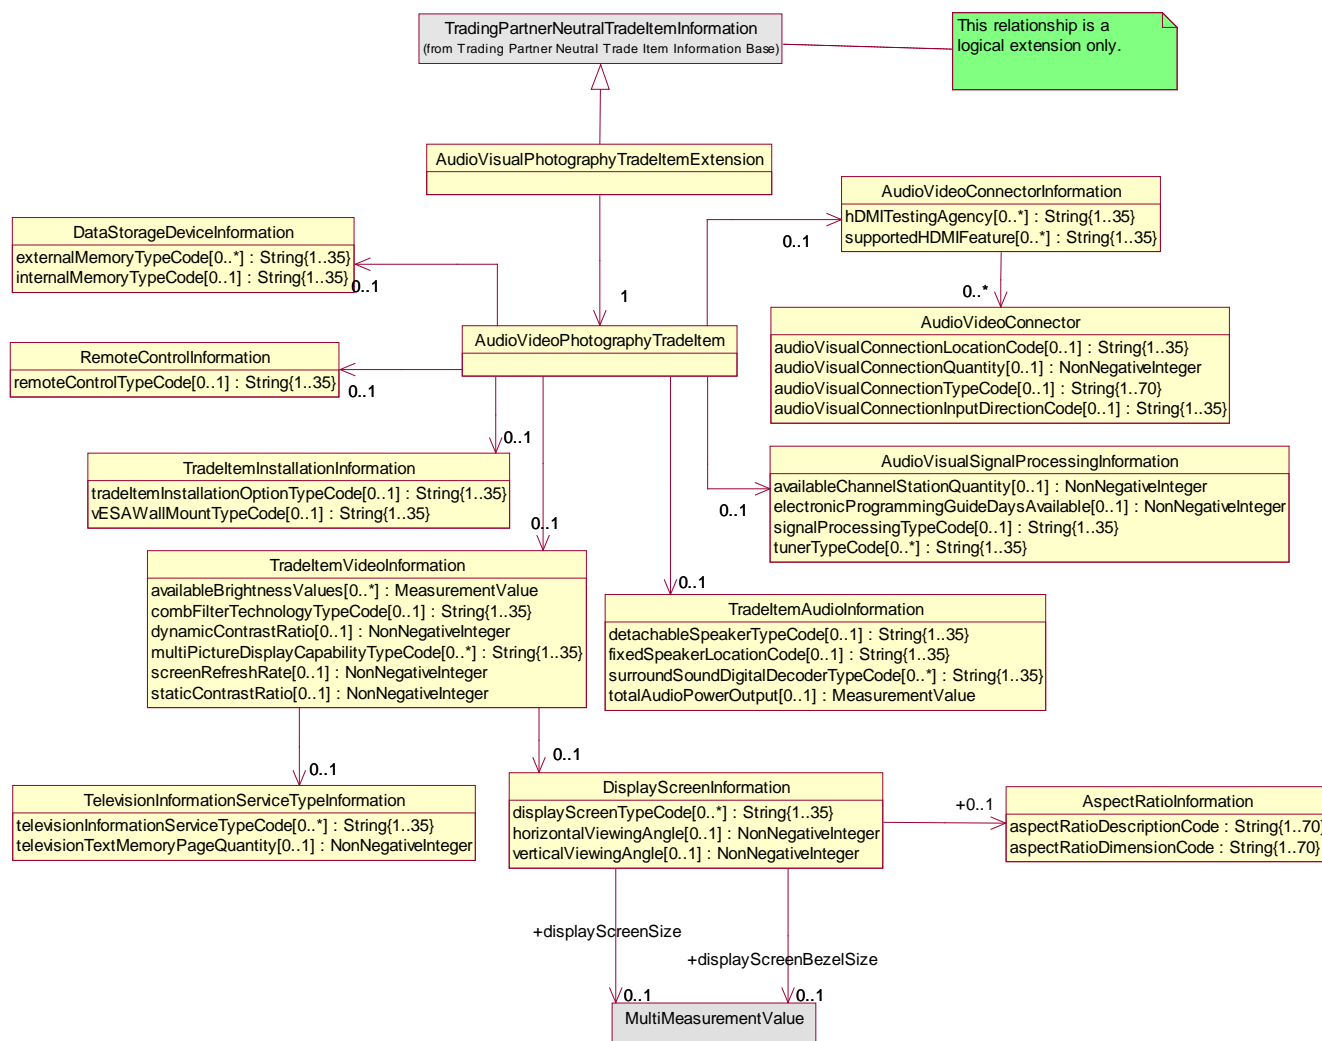 TradingPartnerNeutralTradeItemInformation
(from Trading Partner Neutral Trade Item Information Base)
This relationship is a
logical extension only.
AudioVisualPhotographyTradeItemExtension
AudioVideoConnectorInformation
hDMITestingAgency[0..*] : String{1..35}
supportedHDMIFeature[0..*] : String{1..35}
0..1
DataStorageDeviceInformation
externalMemoryTypeCode[0..*] : String{1..35}
internalMemoryTypeCode[0..1] : String{1..35}
0..1
1
0..*
AudioVideoPhotographyTradeItem
AudioVideoConnector
audioVisualConnectionLocationCode[0..1] : String{1..35}
audioVisualConnectionQuantity[0..1] : NonNegativeInteger
audioVisualConnectionTypeCode[0..1] : String{1..70}
audioVisualConnectionInputDirectionCode[0..1] : String{1..35}
RemoteControlInformation
remoteControlTypeCode[0..1] : String{1..35}
0..1
0..1
TradeItemInstallationInformation
tradeItemInstallationOptionTypeCode[0..1] : String{1..35}
vESAWallMountTypeCode[0..1] : String{1..35}
0..1
AudioVisualSignalProcessingInformation
availableChannelStationQuantity[0..1] : NonNegativeInteger
electronicProgrammingGuideDaysAvailable[0..1] : NonNegativeInteger
signalProcessingTypeCode[0..*] : String{1..35}
tunerTypeCode[0..*] : String{1..35}
0..1
TradeItemVideoInformation
availableBrightnessValues[0..*] : MeasurementValue
combFilterTechnologyTypeCode[0..1] : String{1..35}
dynamicContrastRatio[0..1] : NonNegativeInteger
multiPictureDisplayCapabilityTypeCode[0..*] : String{1..35}
screenRefreshRate[0..1] : NonNegativeInteger
staticContrastRatio[0..1] : NonNegativeInteger
0..1
TradeItemAudioInformation
detachableSpeakerTypeCode[0..1] : String{1..35}
fixedSpeakerLocationCode[0..1] : String{1..35}
surroundSoundDigitalDecoderTypeCode[0..*] : String{1..35}
totalAudioPowerOutput[0..1] : MeasurementValue
0..1
0..1
TelevisionInformationServiceTypeInformation
televisionInformationServiceTypeCode[0..*] : String{1..35}
televisionTextMemoryPageQuantity[0..1] : NonNegativeInteger
DisplayScreenInformation
displayScreenTypeCode[0..*] : String{1..35}
horizontalViewingAngle[0..1] : NonNegativeInteger
verticalViewingAngle[0..1] : NonNegativeInteger
+0..1
AspectRatioInformation
aspectRatioDescriptionCode : String{1..70}
aspectRatioDimensionCode : String{1..70}
+displayScreenSize
+displayScreenBezelSize
0..1
0..1
MultiMeasurementValue